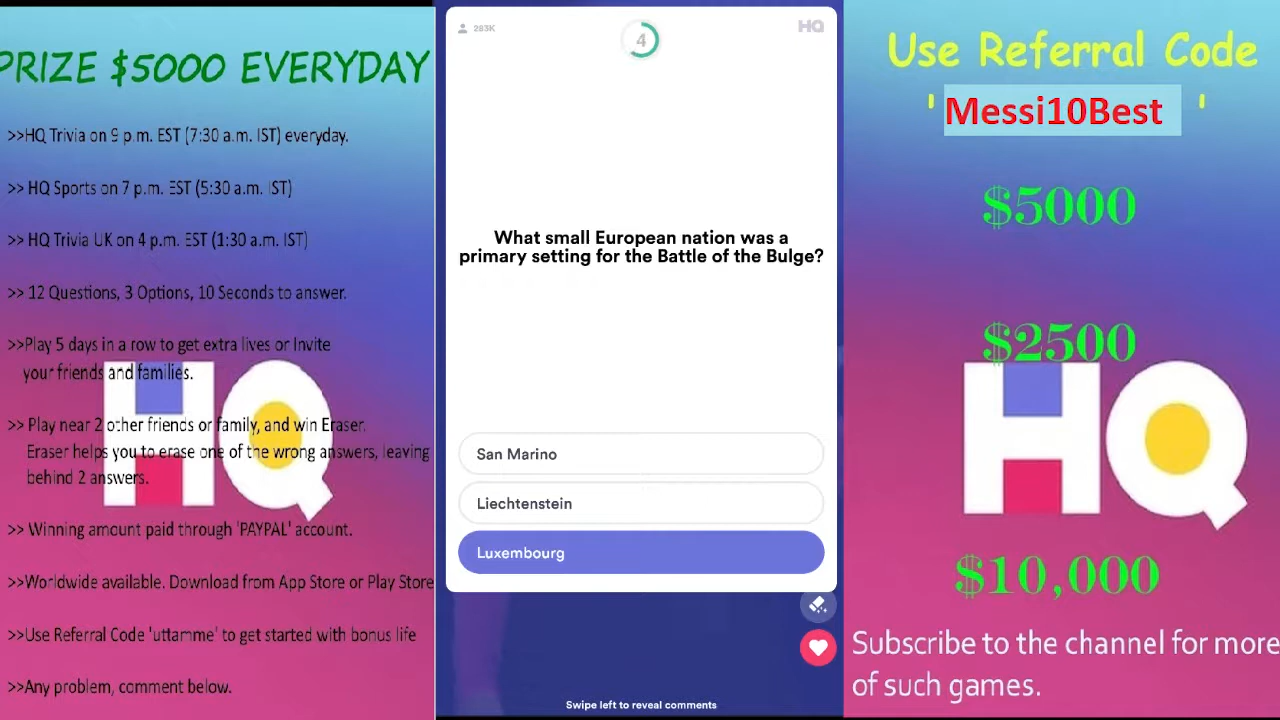 PRIZE $5000 EVERYDAY
>>HQ Trivia on 9 p.m. EST (7:30 a.m. IST) everyday.
>> HQ Sports on 7 p.m. EST (5:30 a.m. IST)
>> HQ Trivia UK on 4 p.m. EST (1:30 a.m. IST)
>> 12 Questions, 3 Options, 10 Seconds to answer.
>>Play 5 days in a row to get extra lives or Invite
your friends and families.
>> Play near 2 other friends or family, and win Eraser.
Eraser helps you to erase one of the wrong answers, leaving
behind 2 answers.
>> Winning amount paid through 'PAYPAL' account.
>>Worldwide available. Download from App Store or Play Store
>>Use Referral Code 'uttamme' to get started with bonus life
>>Any problem, comment below.
HQ
283K
4
HQ
What small European nation was a
primary setting for the Battle of the Bulge?
San Marino
Liechtenstein
Luxembourg
Swipe left to reveal comments
Use Referral Code
' Messi10Best '
$5000
$2500
HQ
$10,000
Subscribe to the channel for more
of such games.